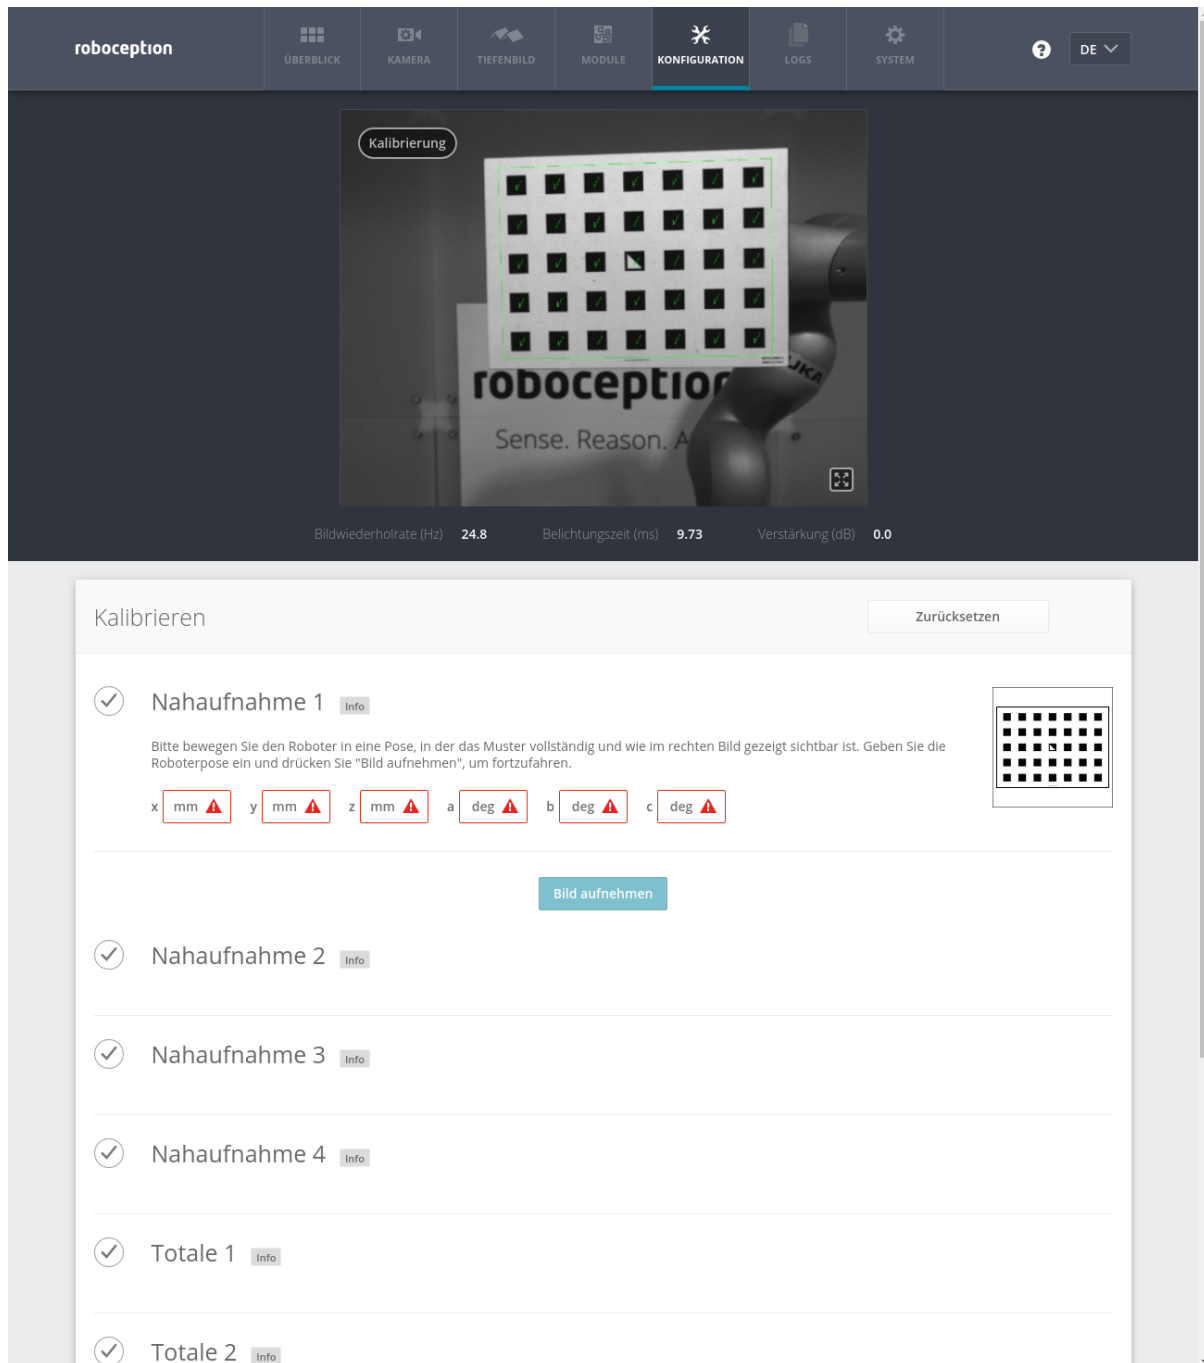 roboception
ÜBERBLICK
KAMERA
TIEFENBILD
MODULE
KONFIGURATION
LOGS
SYSTEM
?
DE
Kalibrierung
roboception
Sense. Reason. A
Bildwiederholrate (Hz) 24.8 Belichtungszeit (ms) 9.73 Verstärkung (dB) 0.0
Kalibrieren
Zurücksetzen
Nahaufnahme 1 Info
Bitte bewegen Sie den Roboter in eine Pose, in der das Muster vollständig und wie im rechten Bild gezeigt sichtbar ist. Geben Sie die
Roboterpose ein und drücken Sie "Bild aufnehmen", um fortzufahren.
x mm y mm z mm a deg b deg c deg
Bild aufnehmen
Nahaufnahme 2 Info
Nahaufnahme 3 Info
Nahaufnahme 4 Info
Totale 1 Info
Totale 2 Info